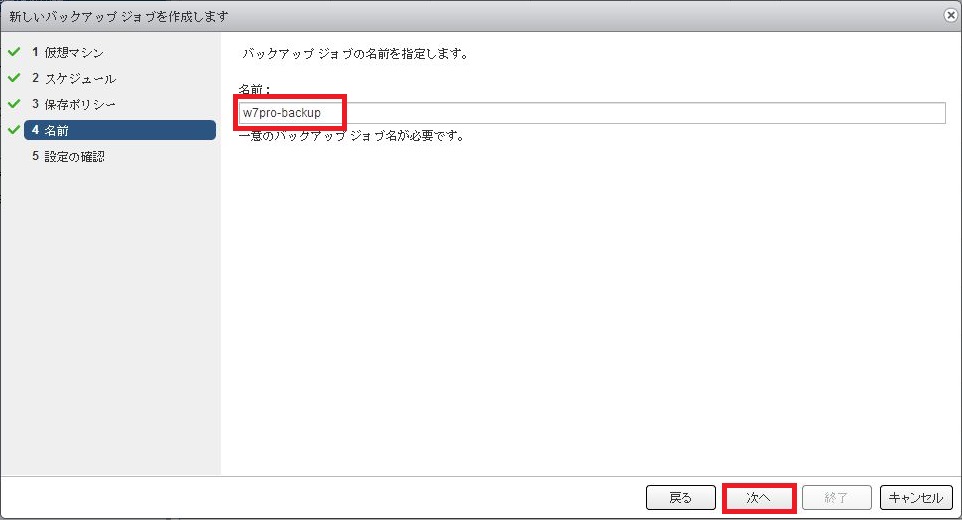 新しいバックアップ ジョブを作成します
1 仮想マシン
2 スケジュール
3 保存ポリシー
4 名前
5 設定の確認
バックアップ ジョブの名前を指定します。
名前：
w7pro-backup
一意のバックアップ ジョブ名が必要です。
戻る
次へ
終了
キャンセル